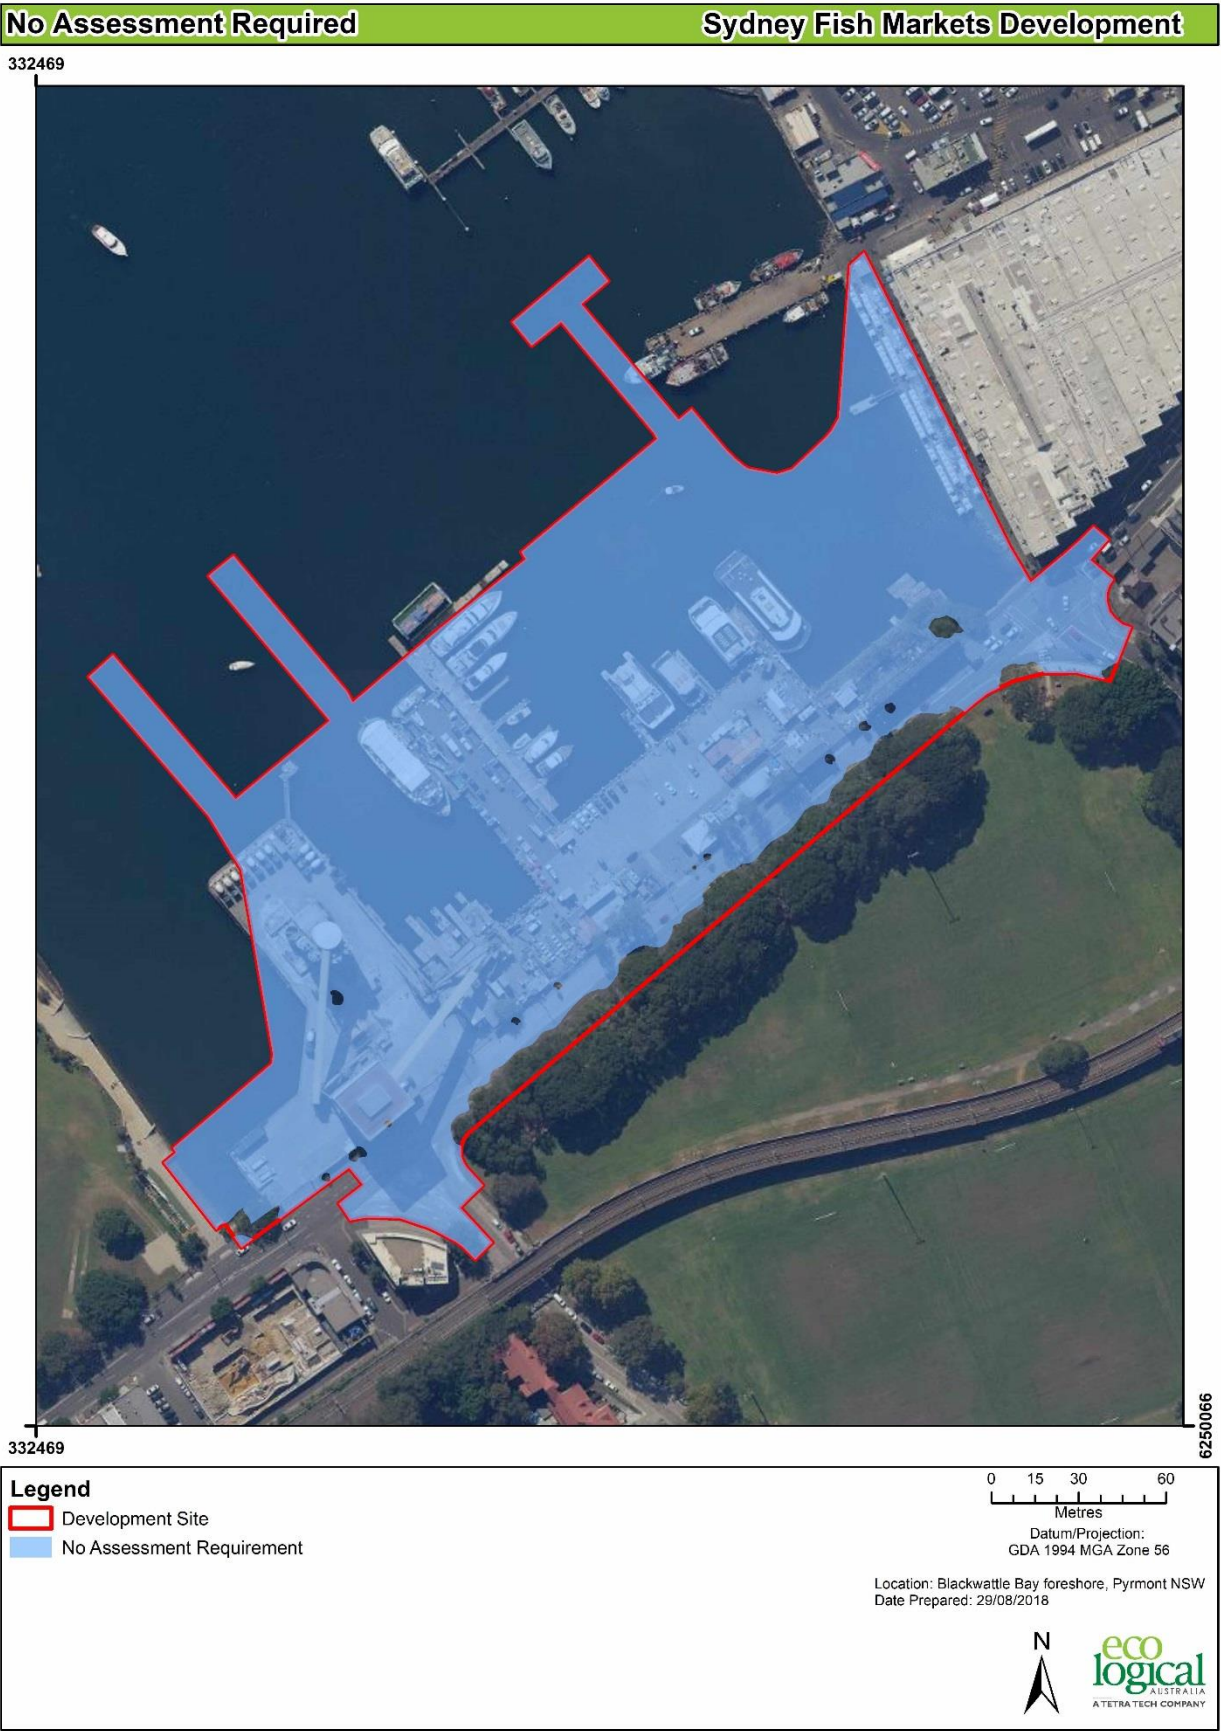 No Assessment Required
Sydney Fish Markets Development
332469
332469
6250066
Legend
Development Site
No Assessment Requirement
0 15 30 60
Metres
Datum/Projection:
GDA 1994 MGA Zone 56
Location: Blackwattle Bay foreshore, Pyrmont NSW
Date Prepared: 29/08/2018
N
eco
logical
AUSTRALIA
A TETRA TECH COMPANY